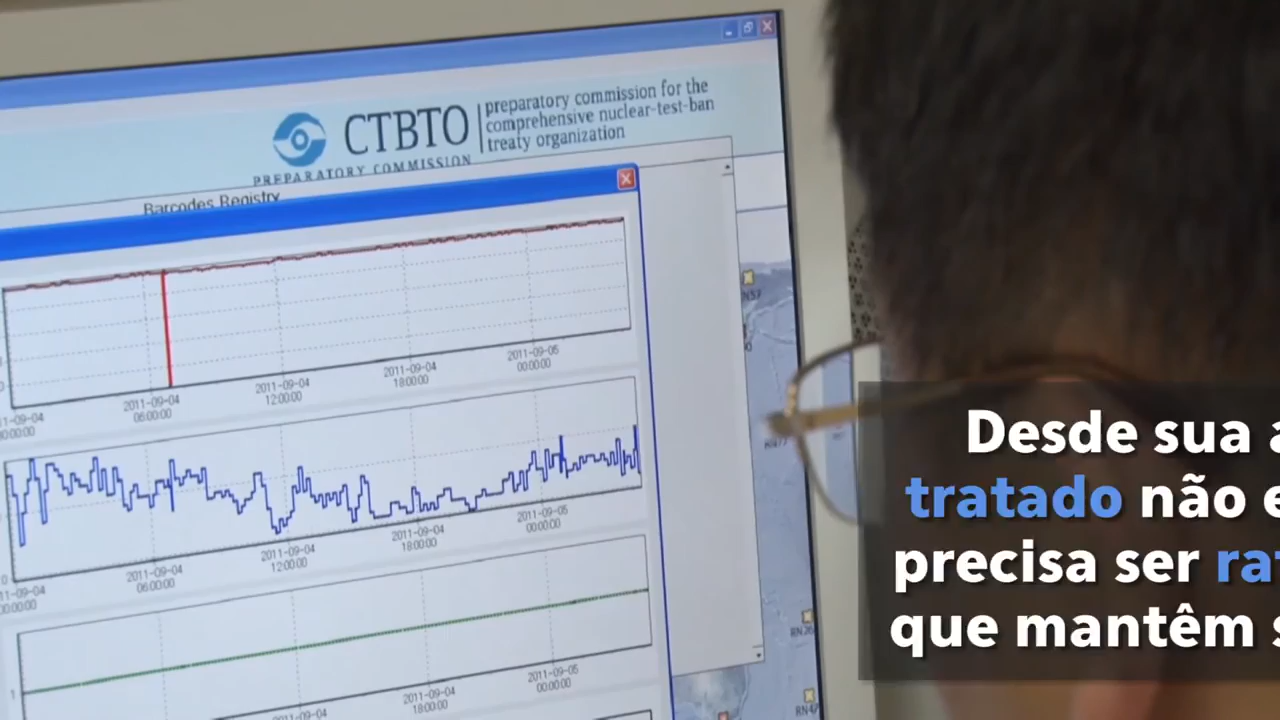 CTBTO
preparatory commission for the
comprehensive nuclear-test-ban
treaty organization
PREPARATORY COMMISSION
Barcodes Registry
2011-09-04
06:00:00
2011-09-04
12:00:00
2011-09-04
18:00:00
2011-09-05
00:00:00
2011-09-04
06:00:00
2011-09-04
12:00:00
2011-09-04
18:00:00
2011-09-05
00:00:00
2011-09-04
18:00:00
2011-09-05
00:00:00
Desde sua
tratado não
precisa ser
que mantêm